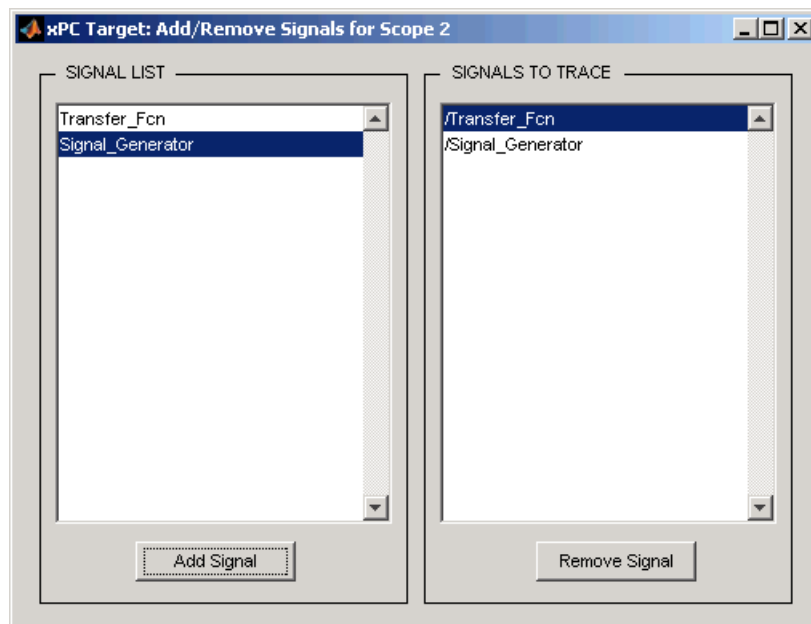 xPC Target: Add/Remove Signals for Scope 2
SIGNAL LIST
Transfer_Fcn
Signal_Generator
Add Signal
SIGNALS TO TRACE
/Transfer_Fcn
/Signal_Generator
Remove Signal